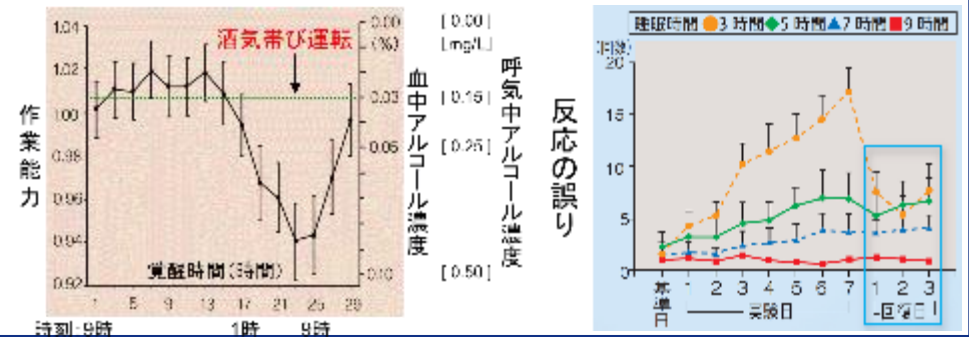 作業能力
1.04
1.02
1.00
0.98
0.96
0.94
0.92
酒気帯び運転
覚醒時間(時間)
1 5 9 13 17 21 25 29
時刻:9時 1時 9時
0.00
(%)
0.03
0.05
0.10
血中アルコール濃度
[0.00]
[mg/L]
[0.15]
[0.25]
[0.50]
呼気中アルコール濃度
睡眠時間 3時間 5時間 7時間 9時間
反応の誤り
(回数)
20
15
10
5
0
基準日 1 2 3 4 5 6 7 1 2 3
実験日 回復日